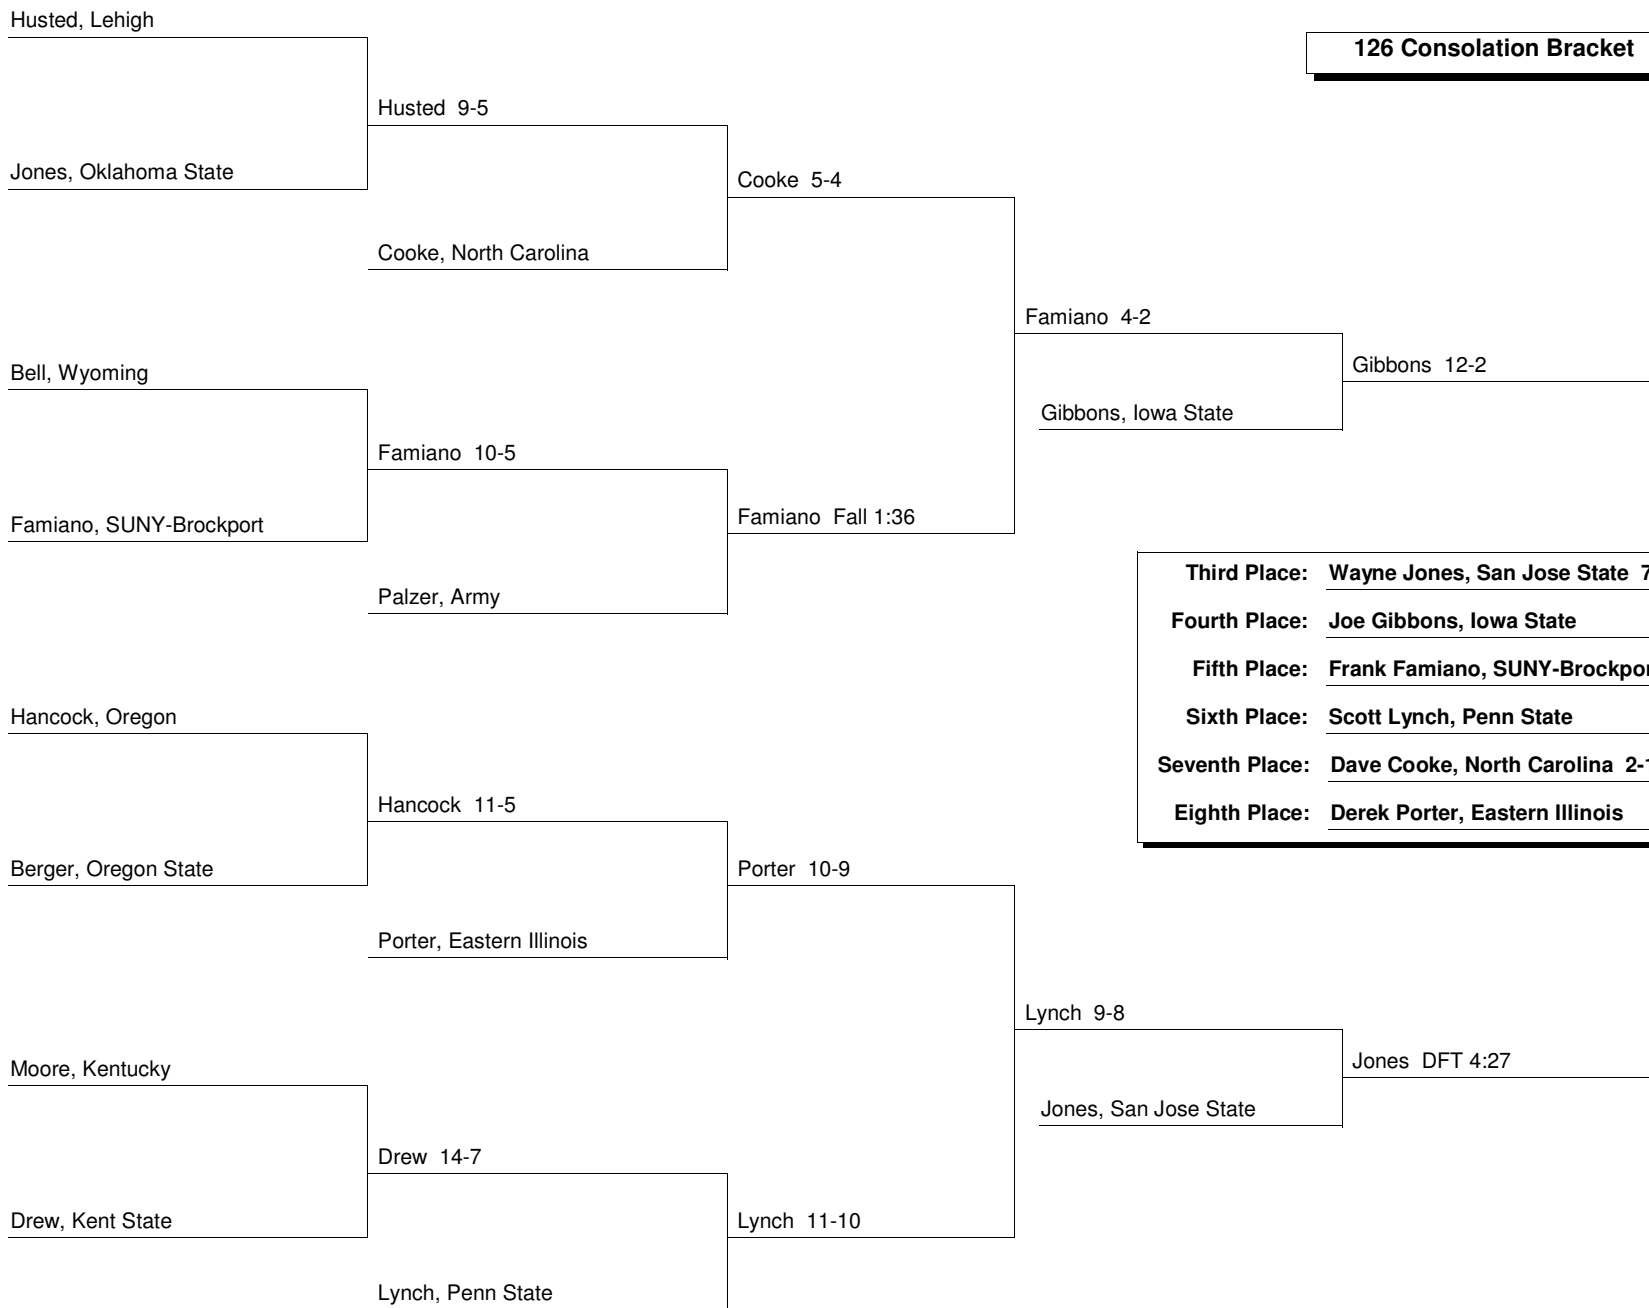 Husted, Lehigh
126 Consolation Bracket
Husted 9-5
Jones, Oklahoma State
Cooke 5-4
Cooke, North Carolina
Famiano 4-2
Bell, Wyoming
Gibbons 12-2
Gibbons, Iowa State
Famiano 10-5
Famiano, SUNY-Brockport
Famiano Fall 1:36
Palzer, Army
Third Place: Wayne Jones, San Jose State 7
Fourth Place: Joe Gibbons, Iowa State
Fifth Place: Frank Famiano, SUNY-Brockpor
Sixth Place: Scott Lynch, Penn State
Seventh Place: Dave Cooke, North Carolina 2-1
Eighth Place: Derek Porter, Eastern Illinois
Hancock, Oregon
Hancock 11-5
Berger, Oregon State
Porter 10-9
Porter, Eastern Illinois
Lynch 9-8
Moore, Kentucky
Jones DFT 4:27
Jones, San Jose State
Drew 14-7
Drew, Kent State
Lynch 11-10
Lynch, Penn State